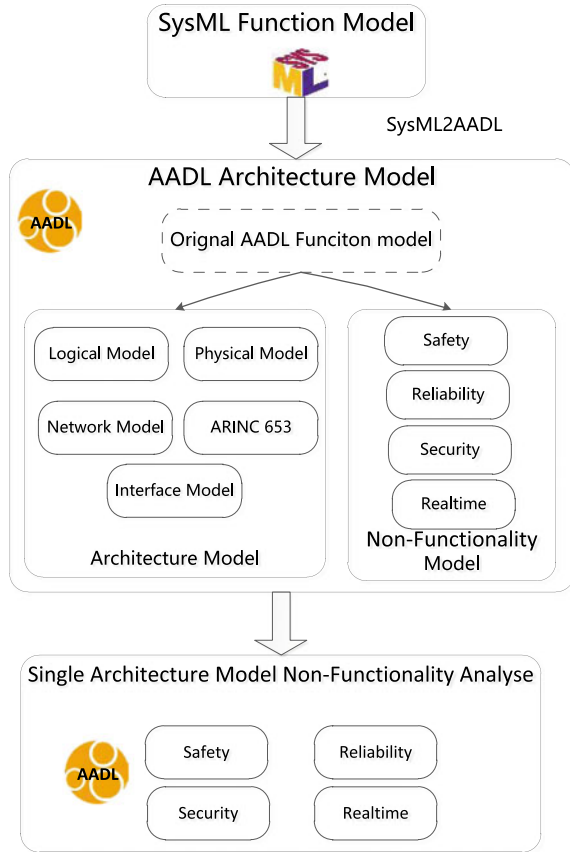 SysML Function Model
SYS
ML
SysML2AADL
AADL Architecture Model
AADL
Orignal AADL Funciton model
Logical Model
Physical Model
Network Model
ARINC 653
Interface Model
Architecture Model
Safety
Reliability
Security
Realtime
Non-Functionality
Model
Single Architecture Model Non-Functionality Analyse
AADL
Safety
Reliability
Security
Realtime